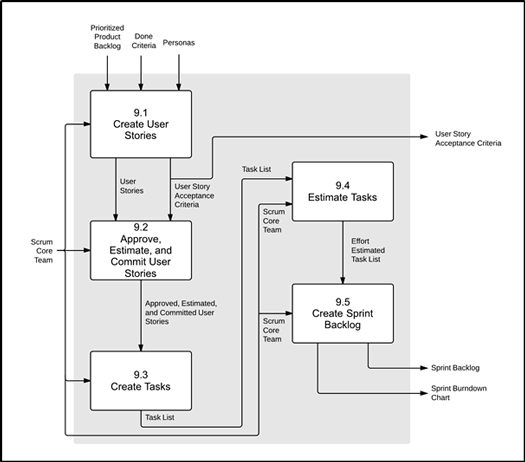 Prioritized
Product
Backlog
Done
Criteria
Personas
9.1
Create User
Stories
User Story
Acceptance Criteria
User
Stories
User Story
Acceptance
Criteria
Task List
9.4
Estimate Tasks
Scrum
Core
Team
9.2
Approve,
Estimate, and
Commit User
Stories
Scrum
Core
Team
Effort
Estimated
Task List
Approved, Estimated,
and Committed User
Stories
9.5
Create Sprint
Backlog
Scrum
Core
Team
9.3
Create Tasks
Sprint Backlog
Sprint Burndown
Chart
Task List